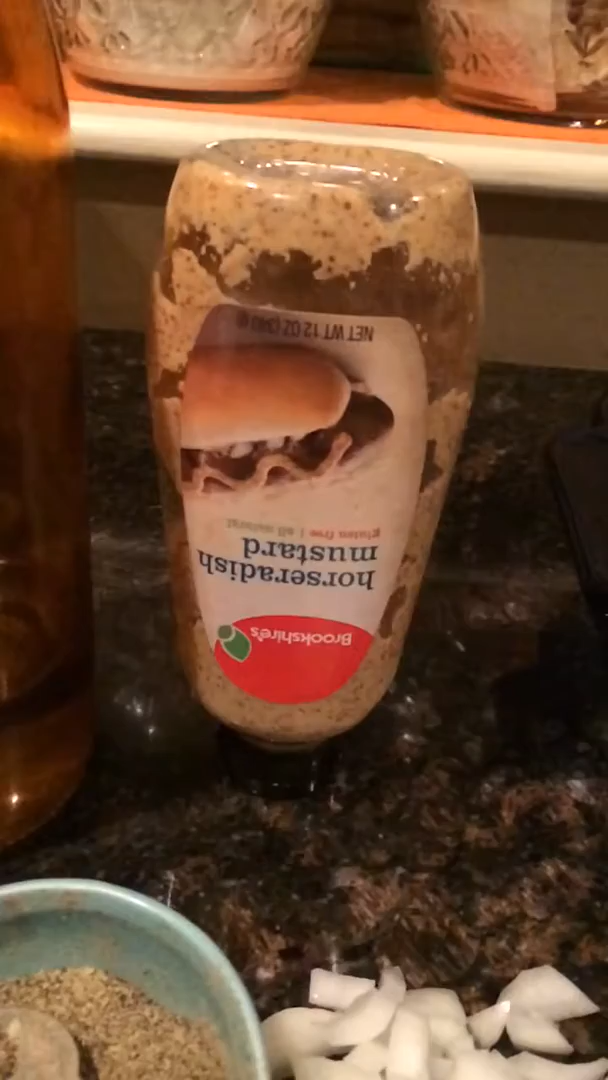 Brookshire's
horseradish
mustard
gluten free | all natural
NET WT 12 OZ (340 g)